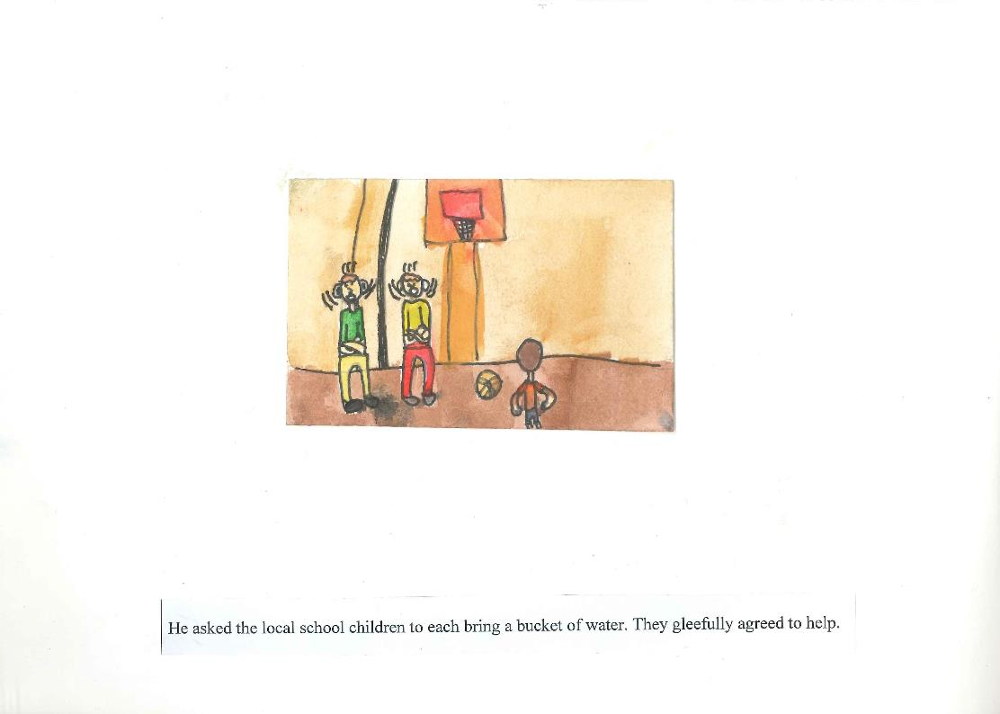 He asked the local school children to each bring a bucket of water. They gleefully agreed to help.